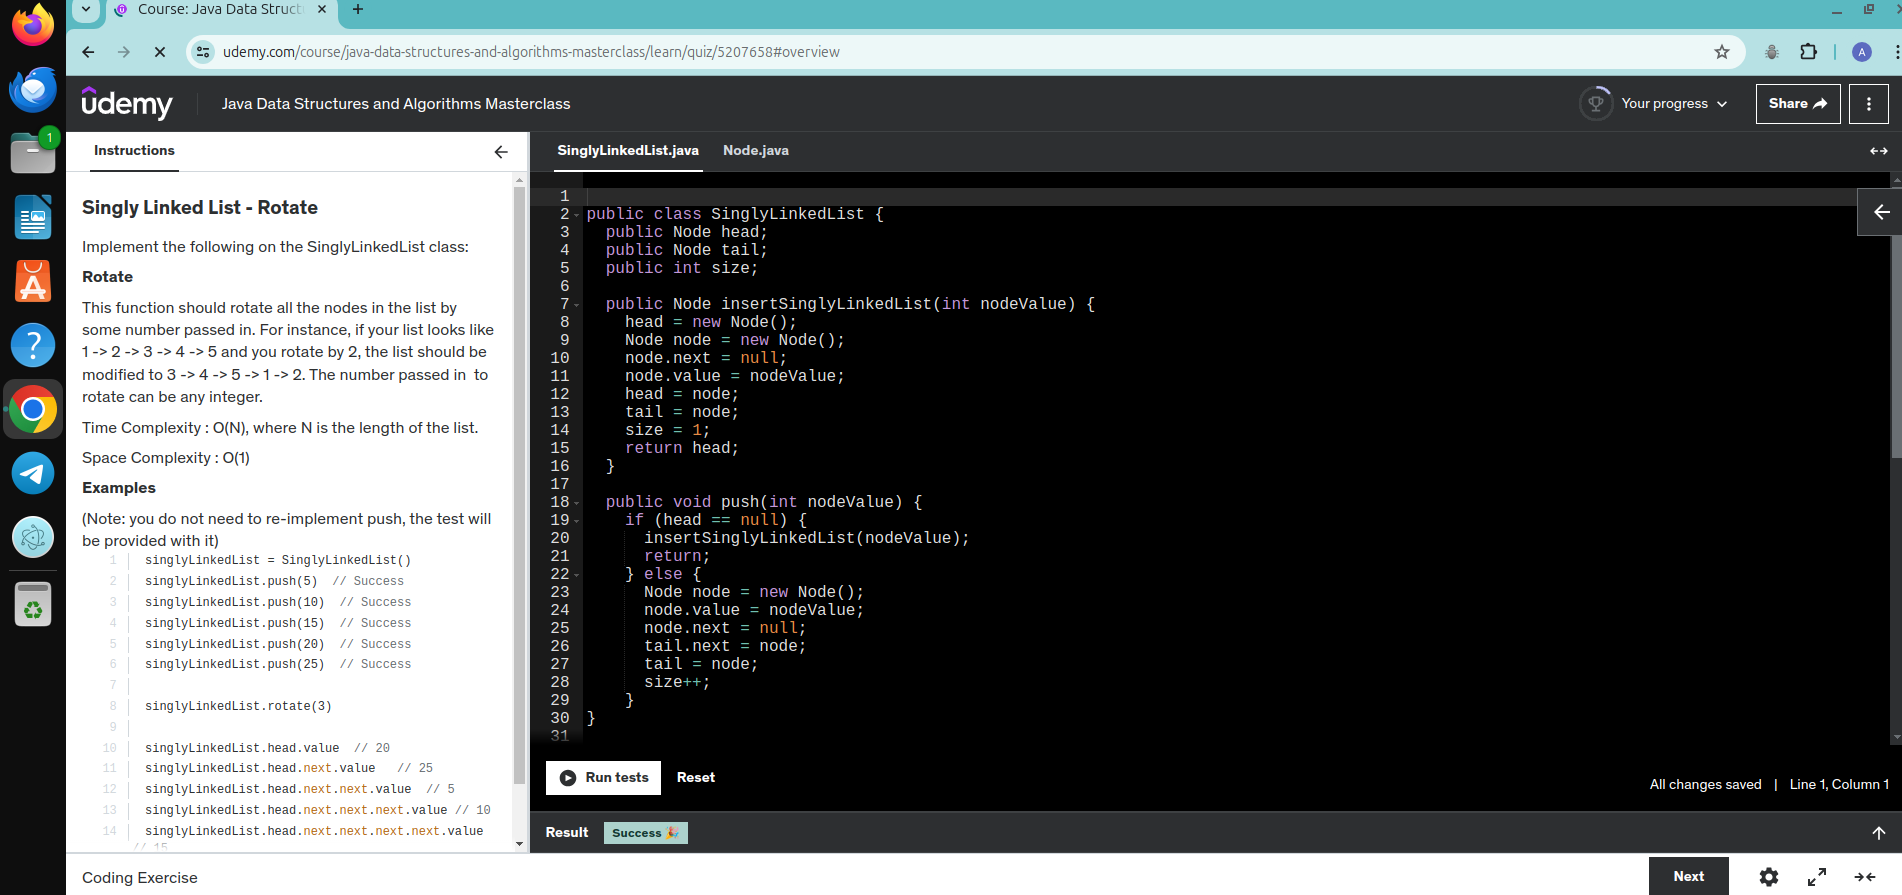 Course: Java Data Struct
udemy.com/course/java-data-structures-and-algorithms-masterclass/learn/quiz/5207658#overview
A
1
ûdemy
Java Data Structures and Algorithms Masterclass
Your progress
Share
Instructions
Singly Linked List - Rotate
Implement the following on the SinglyLinkedList class:
Rotate
This function should rotate all the nodes in the list by
some number passed in. For instance, if your list looks like
1 -> 2 -> 3 -> 4 -> 5 and you rotate by 2, the list should be
modified to 3 -> 4 -> 5 -> 1 -> 2. The number passed in  to
rotate can be any integer.
Time Complexity : O(N), where N is the length of the list.
Space Complexity : O(1)
Examples
(Note: you do not need to re-implement push, the test will
be provided with it)
1 singlyLinkedList = SinglyLinkedList()
2 singlyLinkedList.push(5)  // Success
3 singlyLinkedList.push(10)  // Success
4 singlyLinkedList.push(15)  // Success
5 singlyLinkedList.push(20)  // Success
6 singlyLinkedList.push(25)  // Success
7
8 singlyLinkedList.rotate(3)
9
10 singlyLinkedList.head.value  // 20
11 singlyLinkedList.head.next.value   // 25
12 singlyLinkedList.head.next.next.value  // 5
13 singlyLinkedList.head.next.next.next.value // 10
14 singlyLinkedList.head.next.next.next.next.value
// 15
SinglyLinkedList.java
Node.java
1
2 public class SinglyLinkedList {
3   public Node head;
4   public Node tail;
5   public int size;
6
7   public Node insertSinglyLinkedList(int nodeValue) {
8     head = new Node();
9     Node node = new Node();
10     node.next = null;
11     node.value = nodeValue;
12     head = node;
13     tail = node;
14     size = 1;
15     return head;
16   }
17
18   public void push(int nodeValue) {
19     if (head == null) {
20       insertSinglyLinkedList(nodeValue);
21       return;
22     } else {
23       Node node = new Node();
24       node.value = nodeValue;
25       node.next = null;
26       tail.next = node;
27       tail = node;
28       size++;
29     }
30 }
31
Run tests
Reset
All changes saved | Line 1, Column 1
Result
Success
Coding Exercise
Next